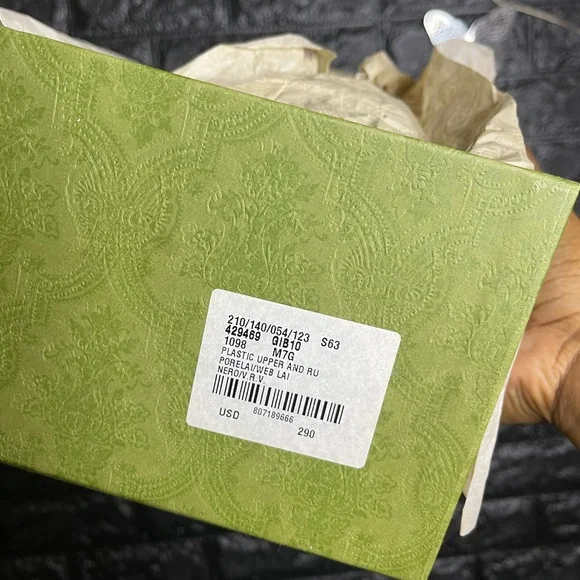 210/140/054/123 S63
429469 GIB10
1098 M7G
PLASTIC UPPER AND RU
PORELAI/WEB LAI
NERO/V.R.V.
807189666
USD 290